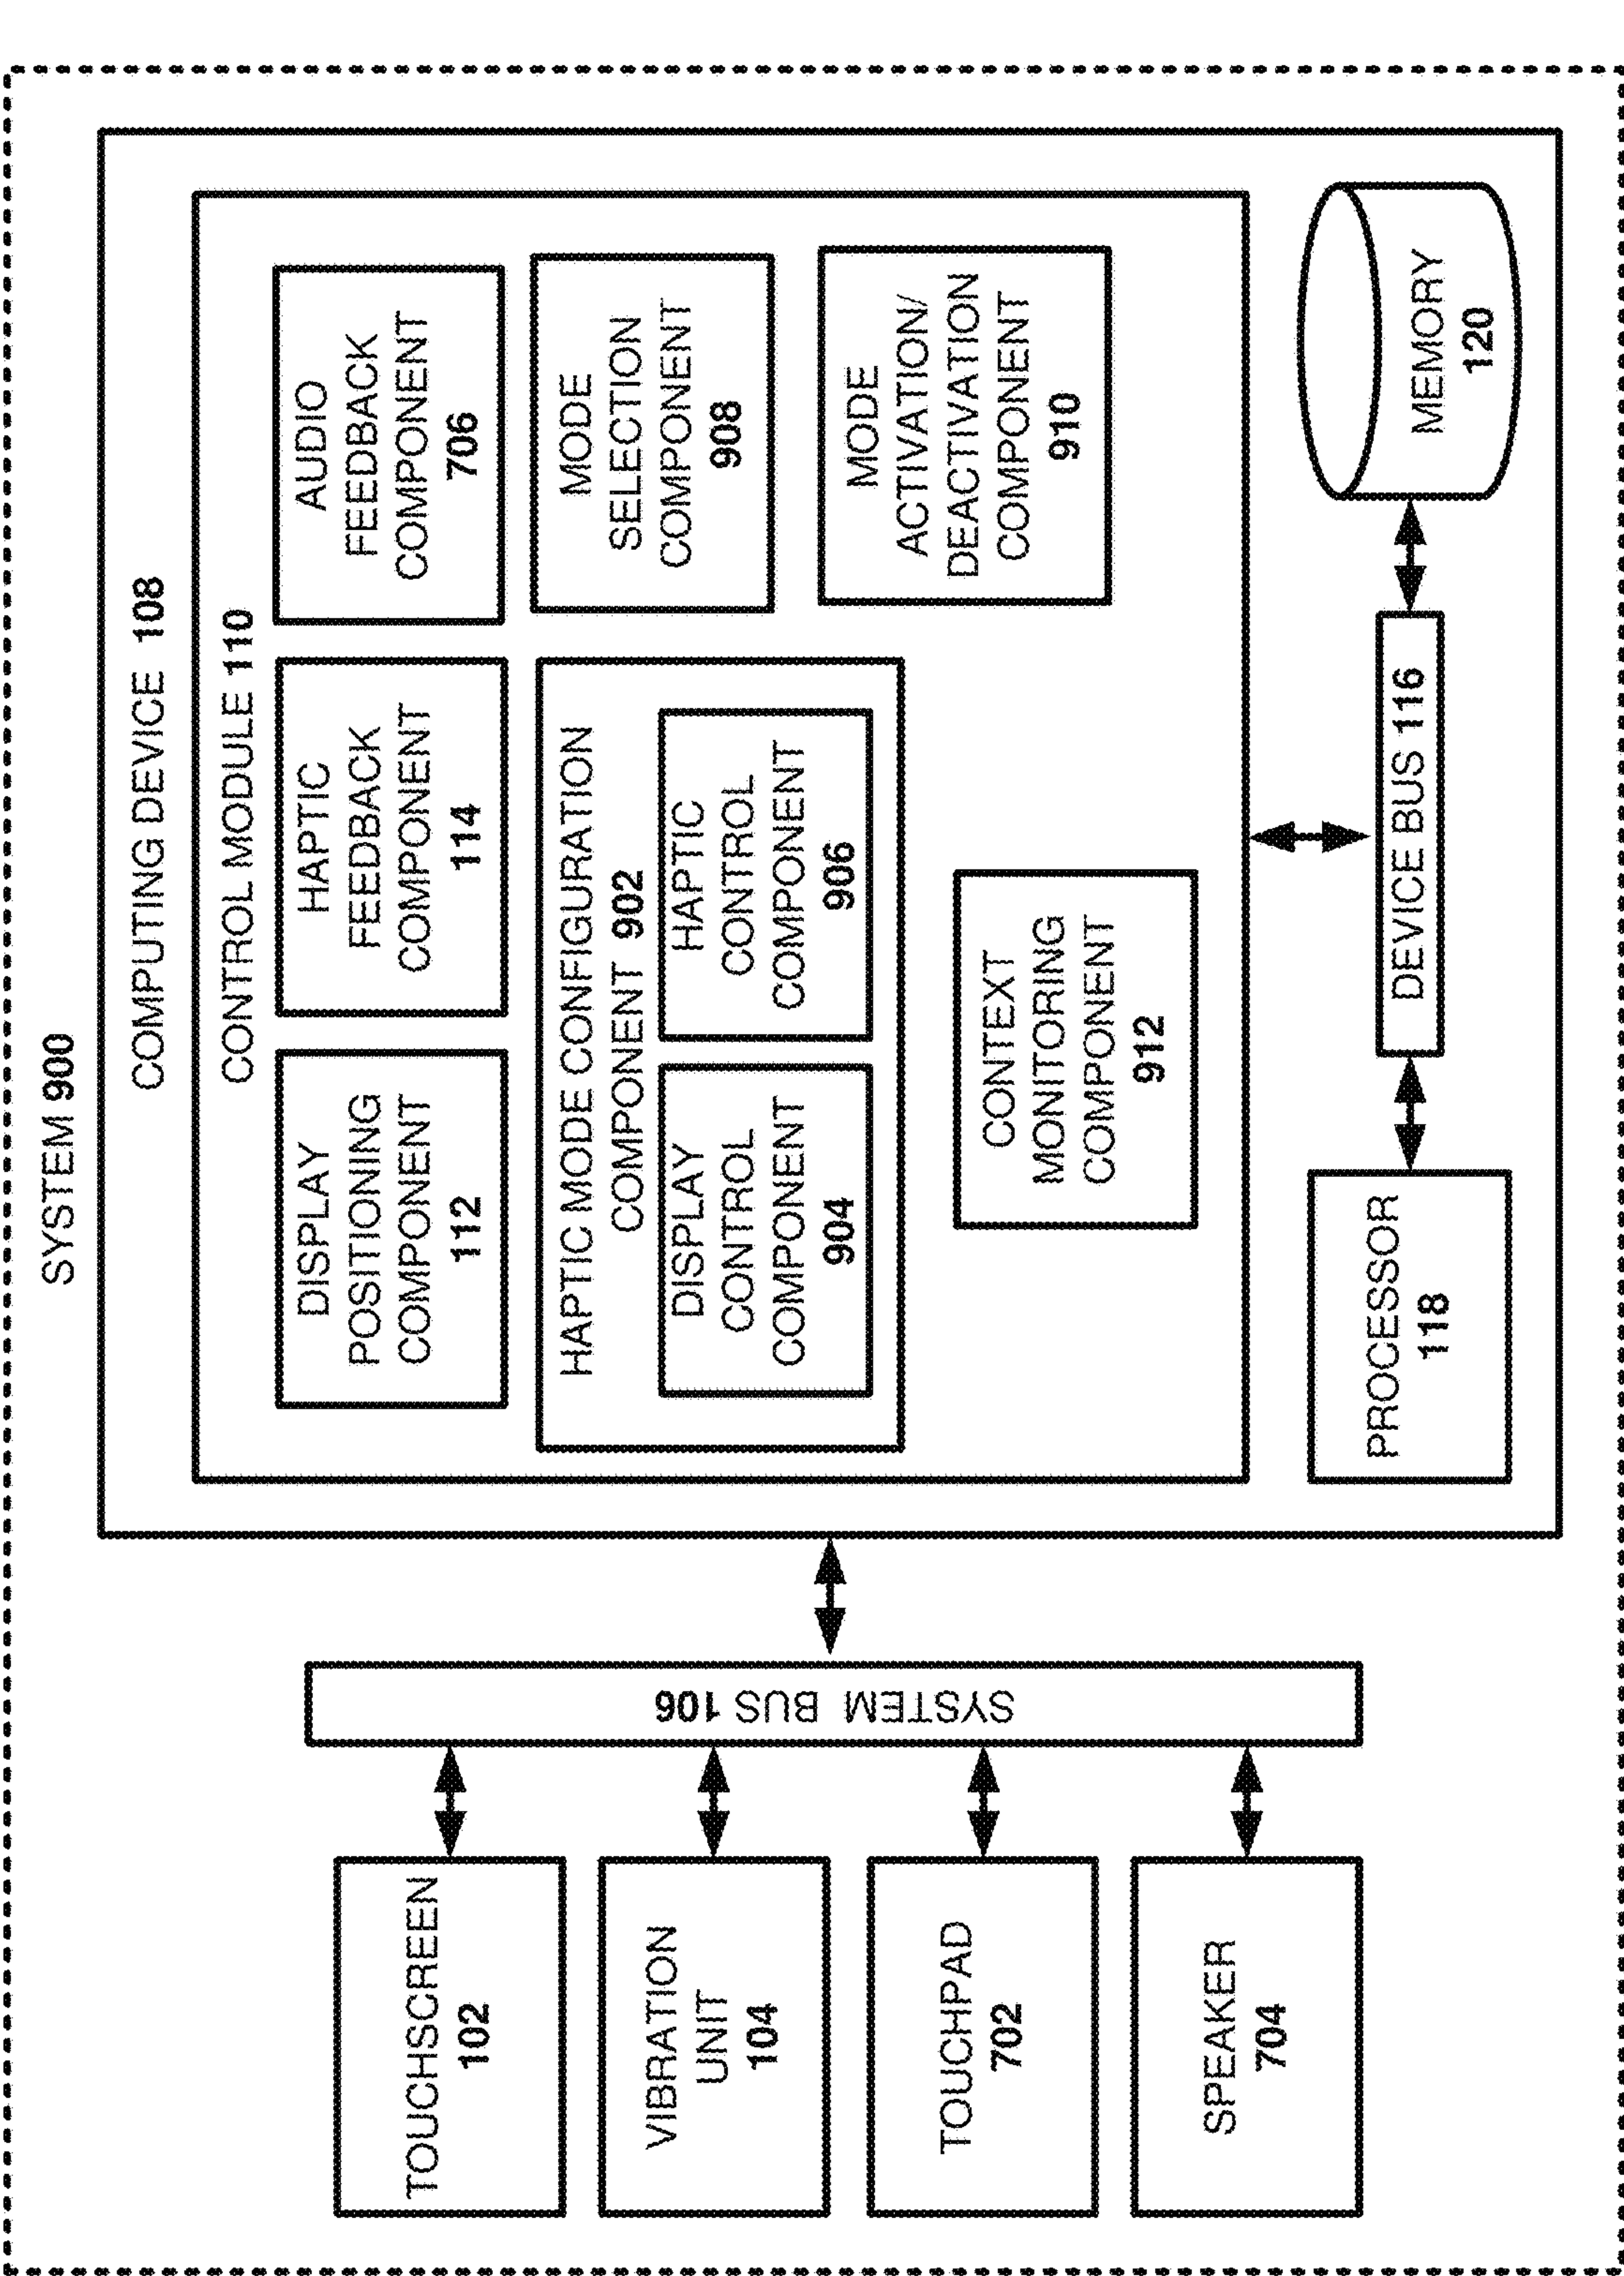 SYSTEM 900
TOUCHSCREEN
102
VIBRATION
UNIT
104
TOUCHPAD
702
SPEAKER
704
SYSTEM BUS 106
COMPUTING DEVICE 108
CONTROL MODULE 110
DISPLAY
POSITIONING
COMPONENT
112
HAPTIC
FEEDBACK
COMPONENT
114
AUDIO
FEEDBACK
COMPONENT
706
HAPTIC MODE CONFIGURATION
COMPONENT 902
DISPLAY
CONTROL
COMPONENT
904
HAPTIC
CONTROL
COMPONENT
906
MODE
SELECTION
COMPONENT
908
CONTEXT
MONITORING
COMPONENT
912
MODE
ACTIVATION/
DEACTIVATION
COMPONENT
910
PROCESSOR
118
DEVICE BUS 116
MEMORY
120